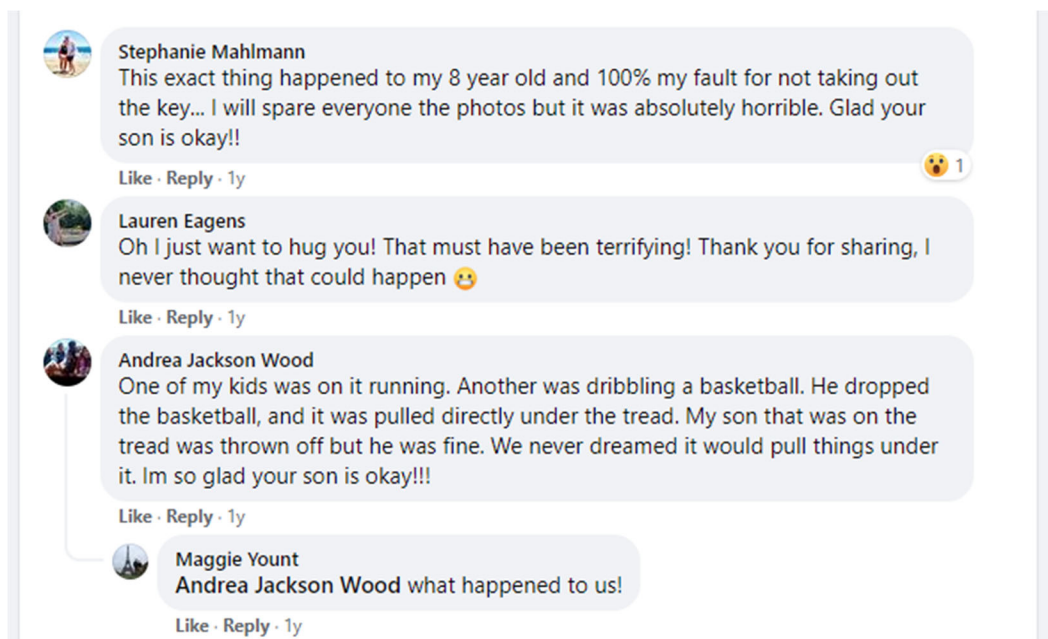 Stephanie Mahlmann
This exact thing happened to my 8 year old and 100% my fault for not taking out
the key... I will spare everyone the photos but it was absolutely horrible. Glad your
son is okay!!
1
Like · Reply · 1y
Lauren Eagens
Oh I just want to hug you! That must have been terrifying! Thank you for sharing, I
never thought that could happen 😬
Like · Reply · 1y
Andrea Jackson Wood
One of my kids was on it running. Another was dribbling a basketball. He dropped
the basketball, and it was pulled directly under the tread. My son that was on the
tread was thrown off but he was fine. We never dreamed it would pull things under
it. Im so glad your son is okay!!!
Like · Reply · 1y
Maggie Yount
Andrea Jackson Wood what happened to us!
Like · Reply · 1y